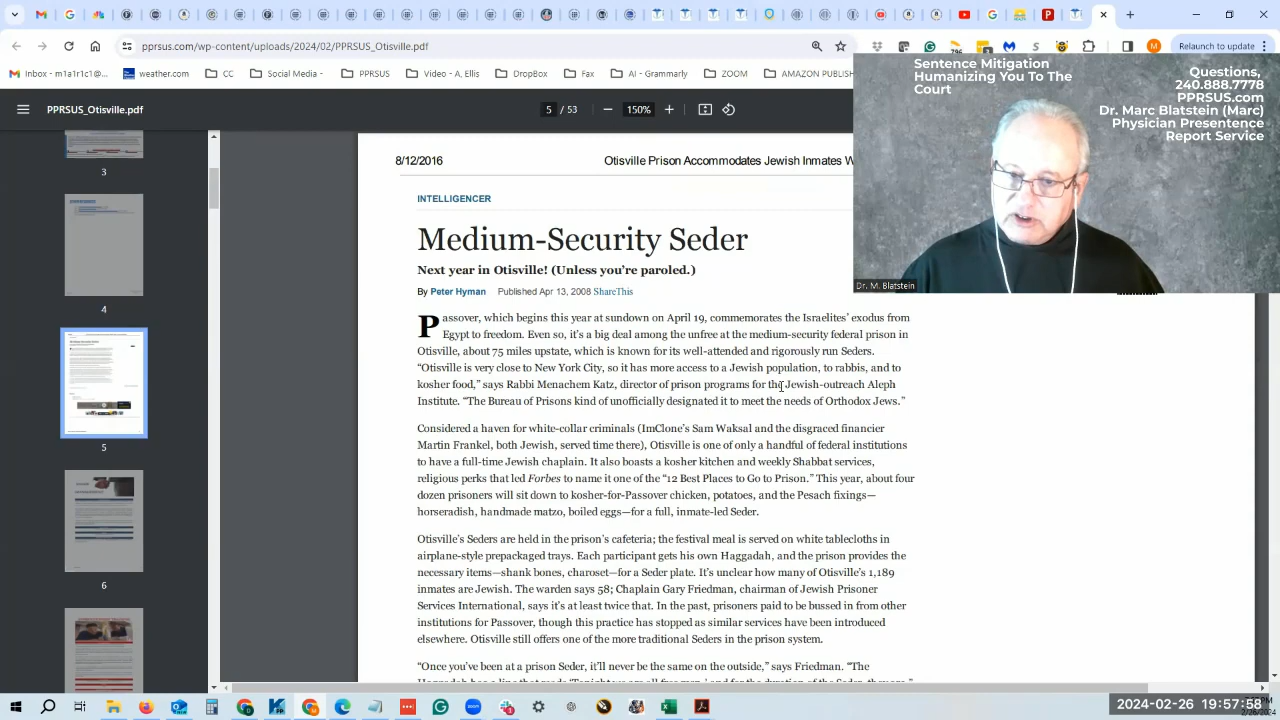 pprsus.com/wp-content/uploads/2024/02/PPRSUS_Otisville.pdf
Relaunch to update
Inbox - m1a1r1c1@...
weather.com
PPRSUS
Video - A. Ellis
DropBox
Fax
AI - Grammarly
ZOOM
AMAZON PUBLISH
PPRSUS_Otisville.pdf
5 / 53
150%
3
4
5
6
8/12/2016
Otisville Prison Accommodates Jewish Inmates W
INTELLIGENCER
Medium-Security Seder
Next year in Otisville! (Unless you're paroled.)
By Peter Hyman Published Apr 13, 2008 ShareThis
Passover, which begins this year at sundown on April 19, commemorates the Israelites' exodus from
Egypt to freedom. Even so, it's a big deal among the unfree at the medium-security federal prison in
Otisville, about 75 miles upstate, which is known for its well-attended and rigorously run Seders.
“Otisville is very close to New York City, so it has more access to a Jewish population, to rabbis, and to
kosher food,” says Rabbi Menachem Katz, director of prison programs for the Jewish-outreach Aleph
Institute. “The Bureau of Prisons kind of unofficially designated it to meet the needs of Orthodox Jews.”
Considered a haven for white-collar criminals (ImClone's Sam Waksal and the disgraced financier
Martin Frankel, both Jewish, served time there), Otisville is one of only a handful of federal institutions
to have a full-time Jewish chaplain. It also boasts a kosher kitchen and weekly Shabbat services,
religious perks that led Forbes to name it one of the “12 Best Places to Go to Prison.” This year, about four
dozen prisoners will sit down to kosher-for-Passover chicken, potatoes, and the Pesach fixings—
horseradish, handmade matzo, boiled eggs—for a full, inmate-led Seder.
Otisville's Seders are held in the prison's cafeteria; the festival meal is served on white tablecloths in
airplane-style prepackaged trays. Each participant gets his own Haggadah, and the prison provides the
necessary items—shank bones, charoset—for a Seder plate. It's unclear how many of Otisville's 1,189
inmates are Jewish. The warden says 58; Chaplain Gary Friedman, chairman of Jewish Prisoner
Services International, says it's at least twice that. In the past, prisoners paid to be bussed in from other
institutions for Passover, though this practice has stopped as similar services have been introduced
elsewhere. Otisville still offers one of the more traditional Seders in the prison system.
“Once you've been at a prison Seder, it'll never be the same on the outside,” says Friedman. “The
Sentence Mitigation
Humanizing You To The
Court
Questions,
240.888.7778
PPRSUS.com
Dr. Marc Blatstein (Marc)
Physician Presentence
Report Service
Dr. M. Blatstein
2024-02-26 19:57:58